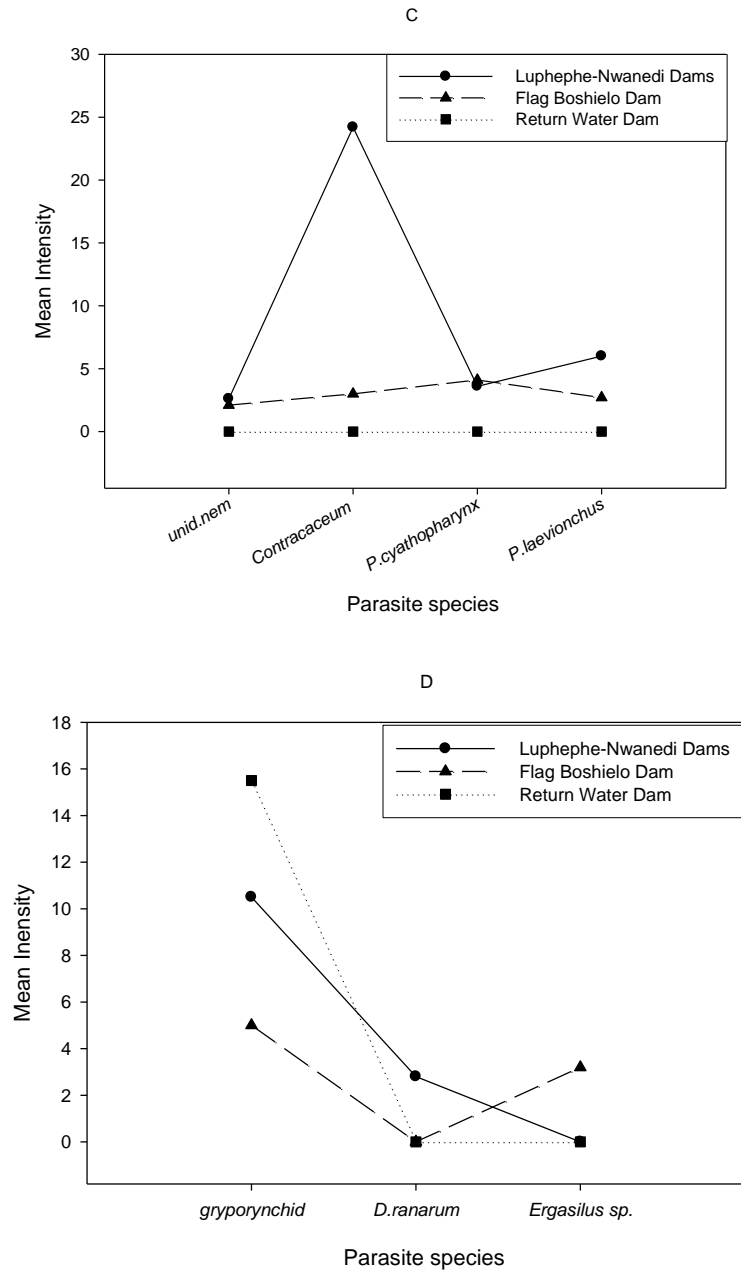 C
30
25
20
15
10
5
0
Mean Intensity
Luphephe-Nwanedi Dams
Flag Boshielo Dam
Return Water Dam
unid.nem
Contracaceum
P.cyathopharynx
P.laevionchus
Parasite species
D
18
16
14
12
10
8
6
4
2
0
Mean Inensity
Luphephe-Nwanedi Dams
Flag Boshielo Dam
Return Water Dam
gryporynchid
D.ranarum
Ergasilus sp.
Parasite species